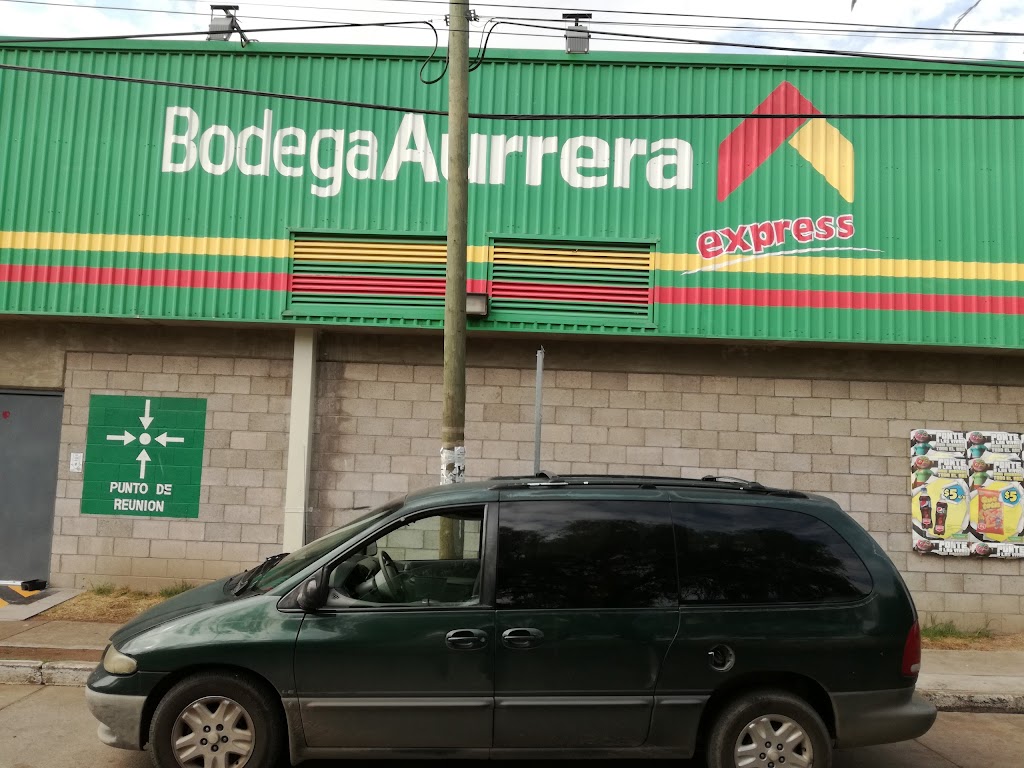 BodegaAurrera
express
PUNTO DE
REUNION
$5
$5